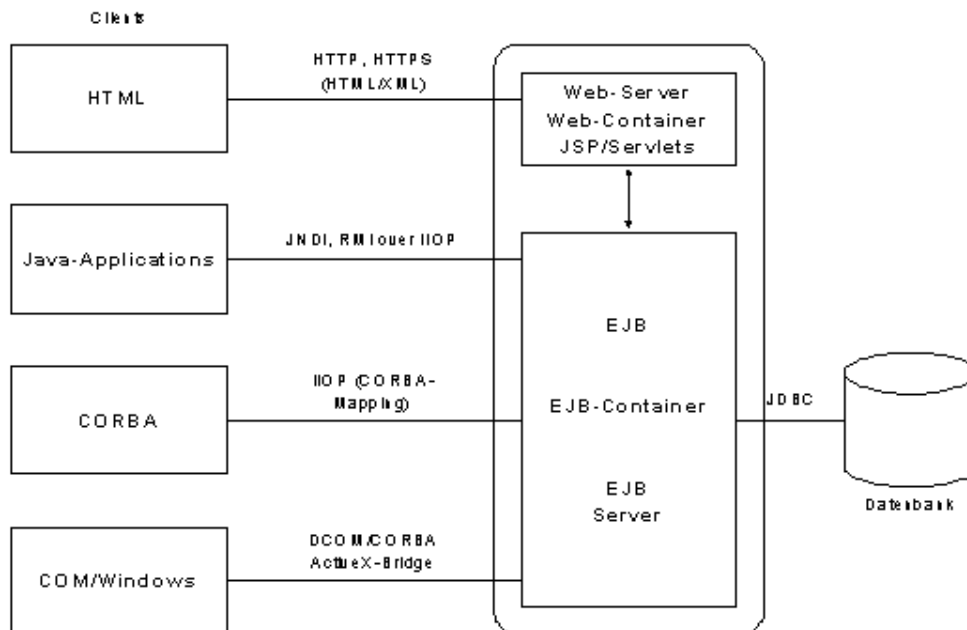 Clients
HTML
HTTP, HTTPS
(HTML/XML)
Web-Server
Web-Container
JSP/Servlets
Java-Applications
JNDI, RMI over IIOP
EJB
EJB-Container
EJB
Server
CORBA
IIOP (CORBA-
Mapping)
JDBC
Datenbank
COM/Windows
DCOM/CORBA
ActiveX-Bridge